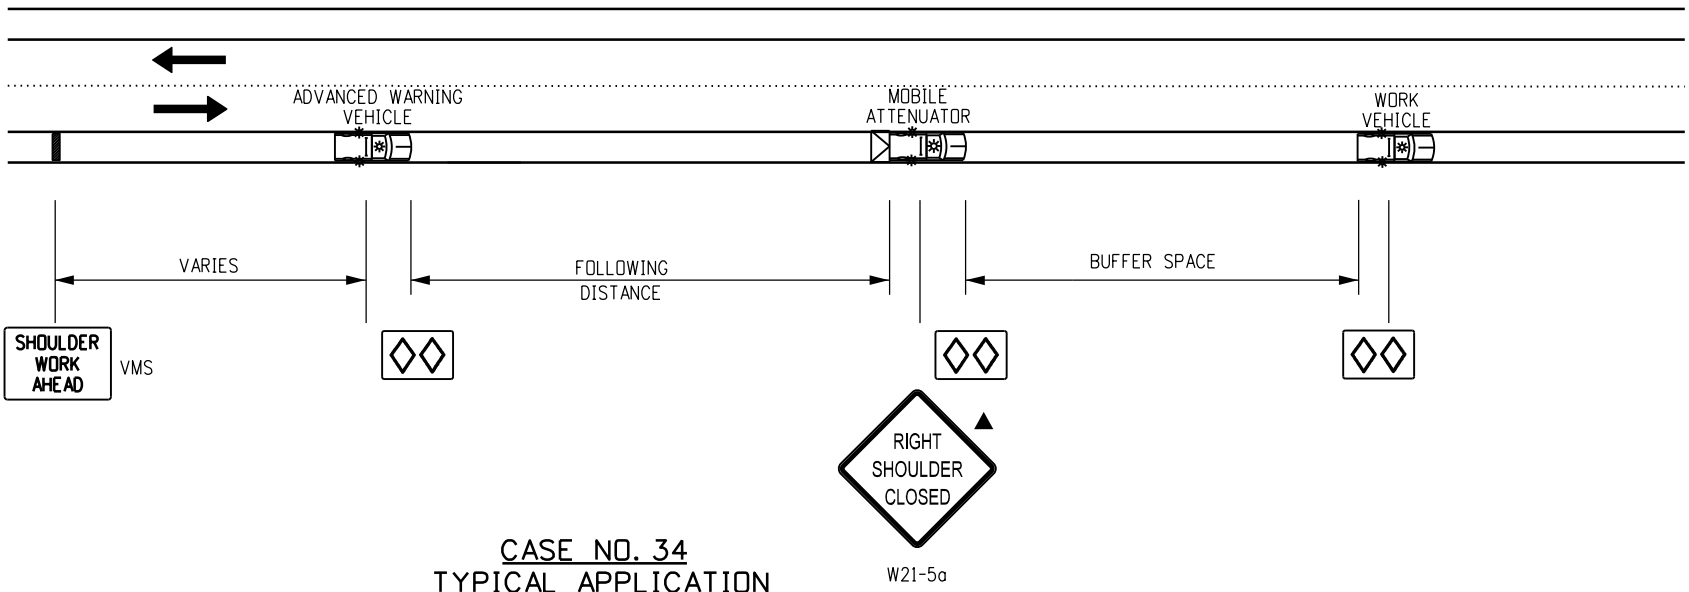 ADVANCED WARNING
VEHICLE
MOBILE
ATTENUATOR
WORK
VEHICLE
VARIES
FOLLOWING
DISTANCE
BUFFER SPACE
SHOULDER
WORK
AHEAD
VMS
RIGHT
SHOULDER
CLOSED
W21-5a
CASE NO. 34
TYPICAL APPLICATION